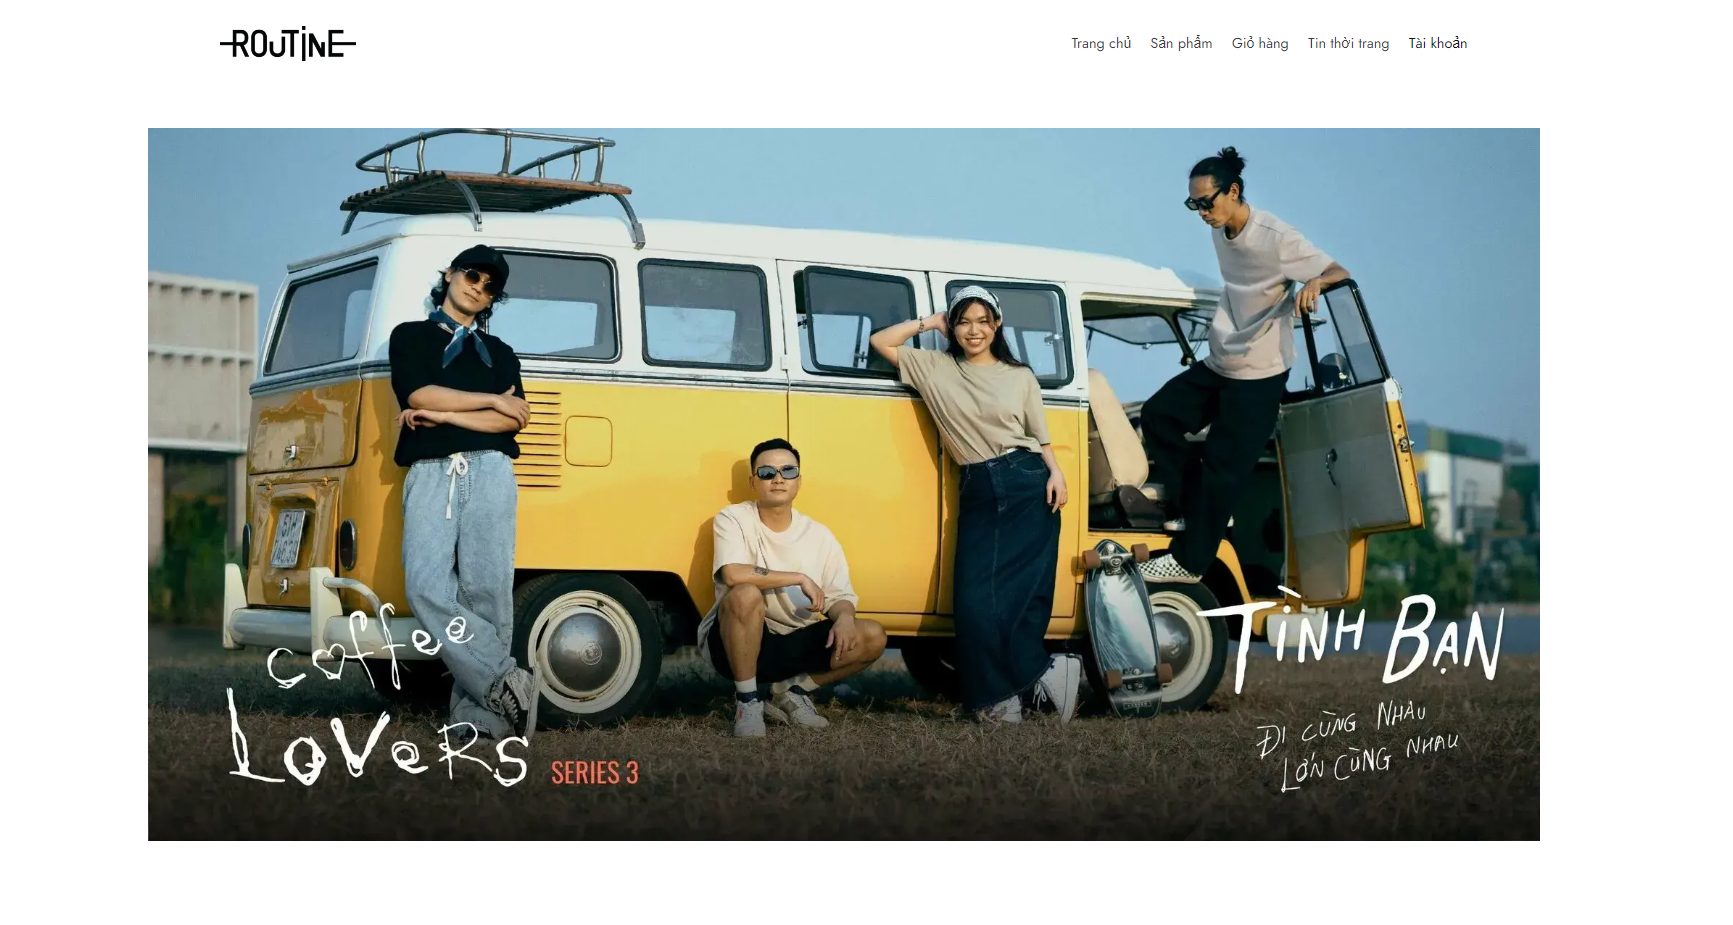 ROUTINE
Trang chủ Sản phẩm Giỏ hàng Tin thời trang Tài khoản
coffee
LoVeRs
SERIES 3
TÌNH BẠN
ĐI CÙNG NHAU
LỚN CÙNG NHAU